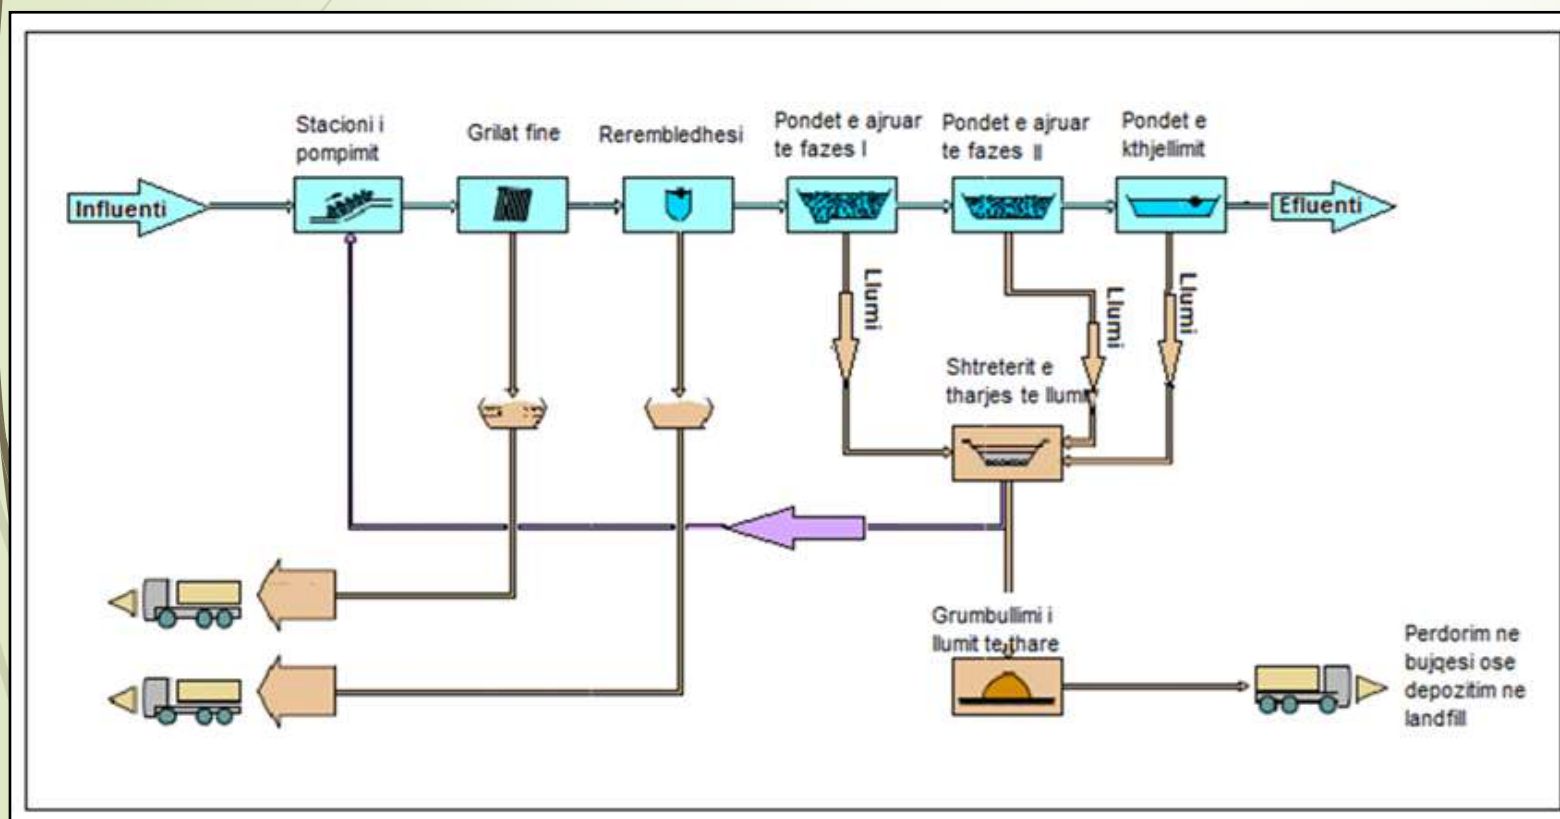 Stacioni i
pompimit
Grilat fine
Rerembledhesi
Pondet e ajruar
te fazes I
Pondet e ajruar
te fazes II
Pondet e
kthjellimit
Influenti
Efluenti
Llumi
Llumi
Llumi
Shtreterit e
tharjes te llumit
Grumbullimi i
llumit te thare
Perdorim ne
bujqesi ose
depozitim ne
landfill